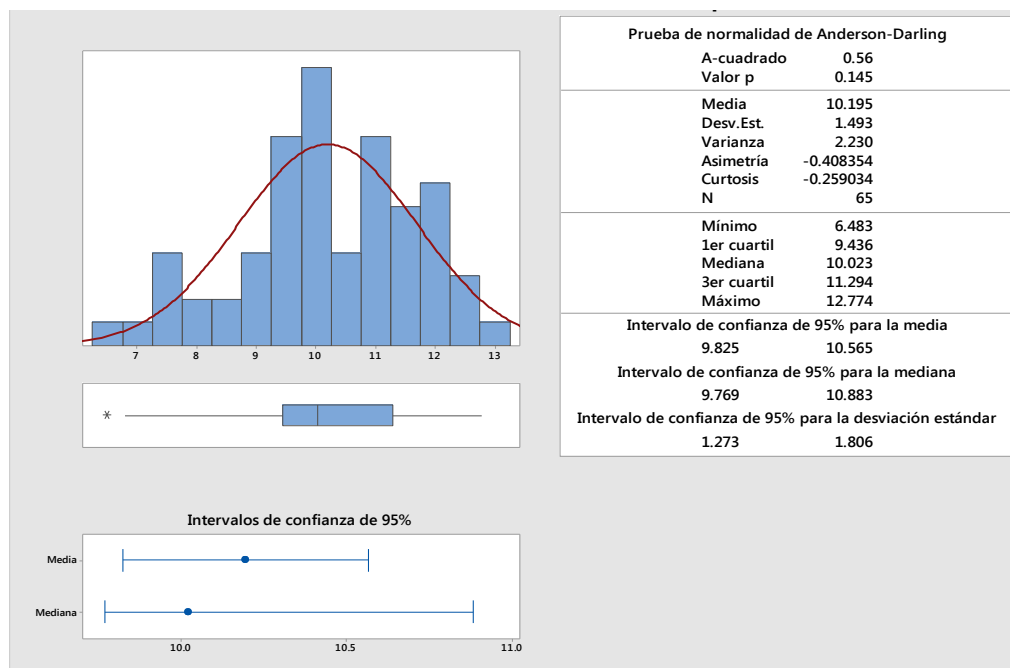 Prueba de normalidad de Anderson-Darling
A-cuadrado 0.56
Valor p 0.145
Media 10.195
Desv.Est. 1.493
Varianza 2.230
Asimetría -0.408354
Curtosis -0.259034
N 65
Mínimo 6.483
1er cuartil 9.436
Mediana 10.023
3er cuartil 11.294
Máximo 12.774
Intervalo de confianza de 95% para la media
9.825 10.565
Intervalo de confianza de 95% para la mediana
9.769 10.883
Intervalo de confianza de 95% para la desviación estándar
1.273 1.806
7 8 9 10 11 12 13
Intervalos de confianza de 95%
Media
Mediana
10.0 10.5 11.0